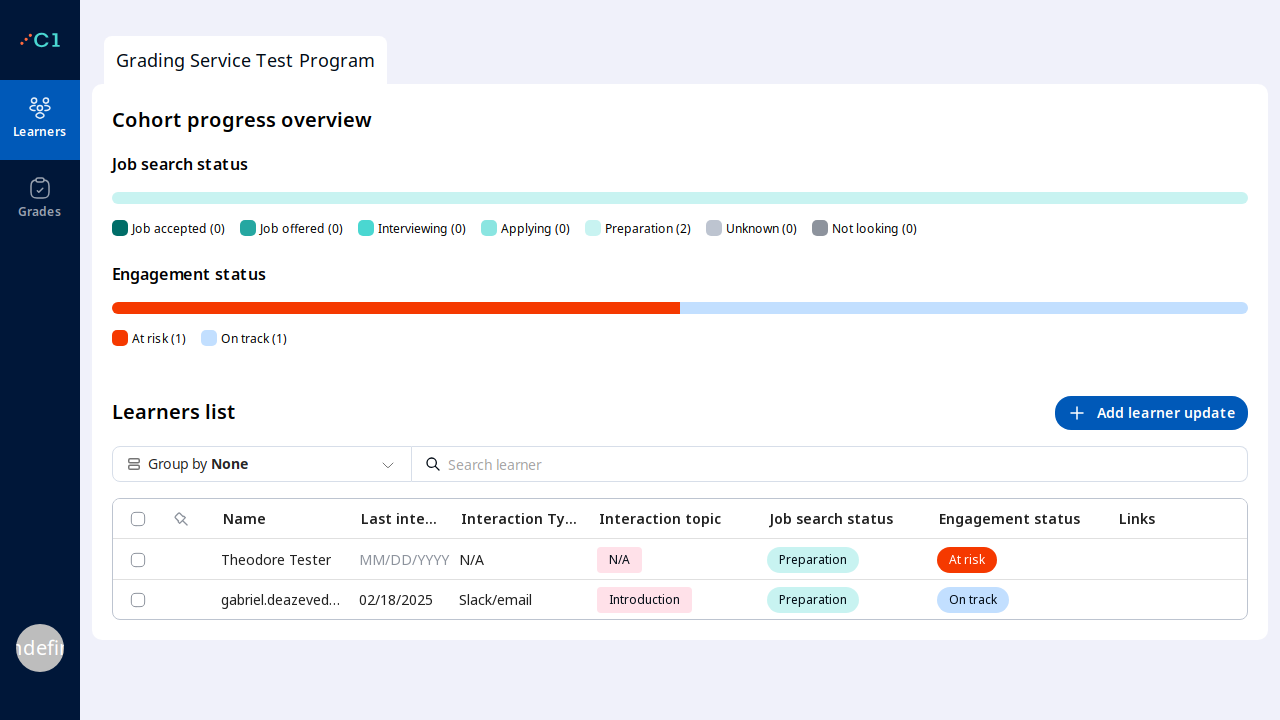 C1
Learners
Grades
ndefin
Grading Service Test Program
Cohort progress overview
Job search status
Job accepted (0) Job offered (0) Interviewing (0) Applying (0) Preparation (2) Unknown (0) Not looking (0)
Engagement status
At risk (1) On track (1)
Learners list
Add learner update
Group by None
Search learner
Name Last inte... Interaction Ty... Interaction topic Job search status Engagement status Links
Theodore Tester MM/DD/YYYY N/A N/A Preparation At risk
gabriel.deazeved... 02/18/2025 Slack/email Introduction Preparation On track